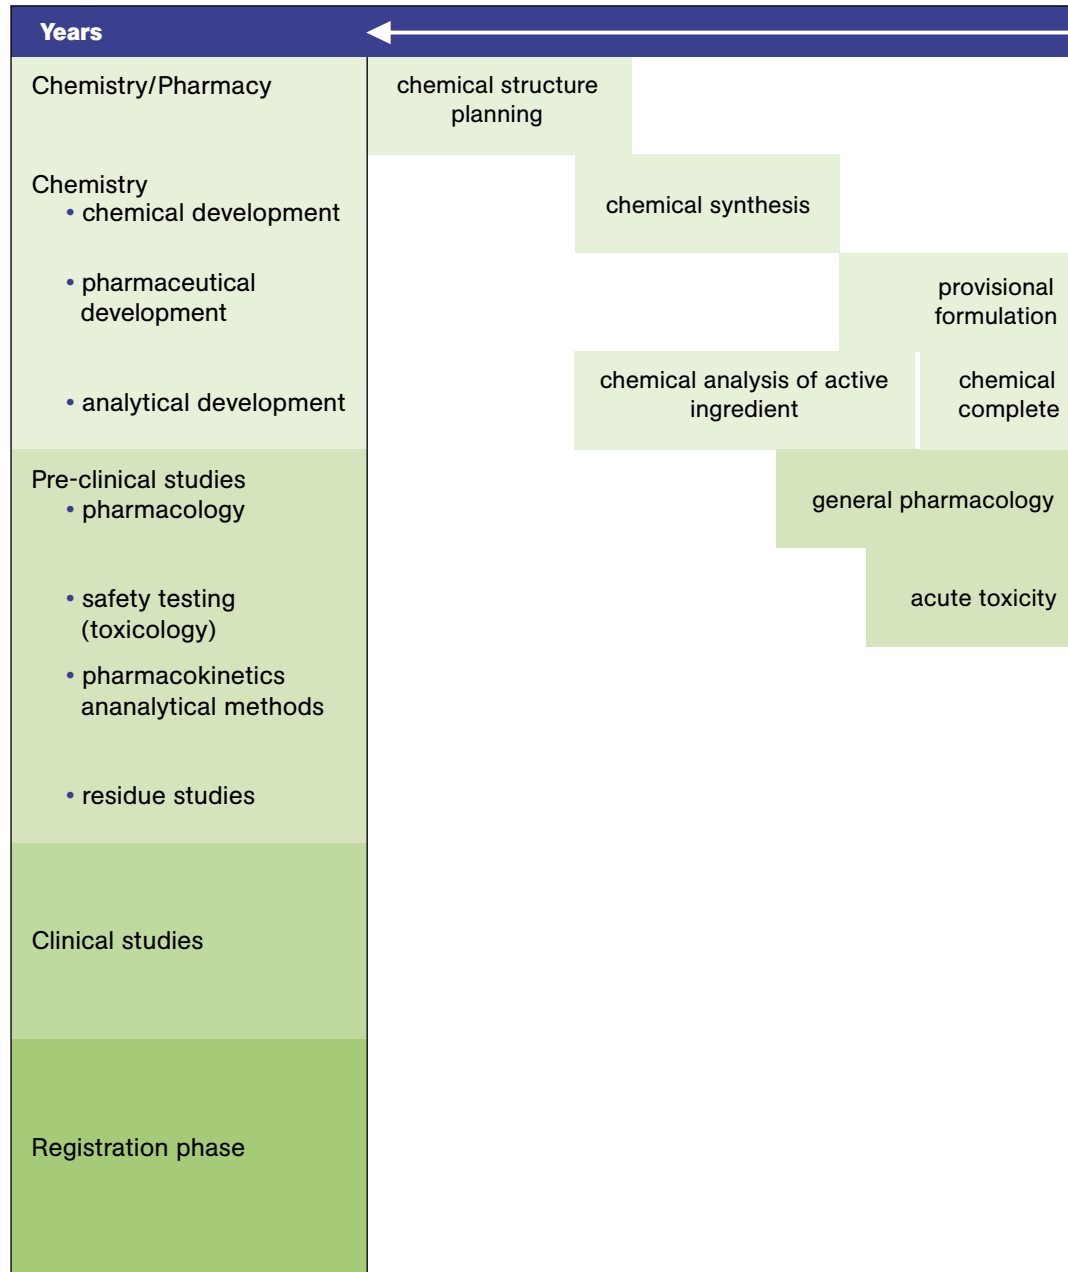 Years
Chemistry/Pharmacy
chemical structure
planning
Chemistry
• chemical development
chemical synthesis
• pharmaceutical
development
provisional
formulation
• analytical development
chemical analysis of active
ingredient
chemical
complete
Pre-clinical studies
• pharmacology
general pharmacology
• safety testing
(toxicology)
acute toxicity
• pharmacokinetics
ananalytical methods
• residue studies
Clinical studies
Registration phase